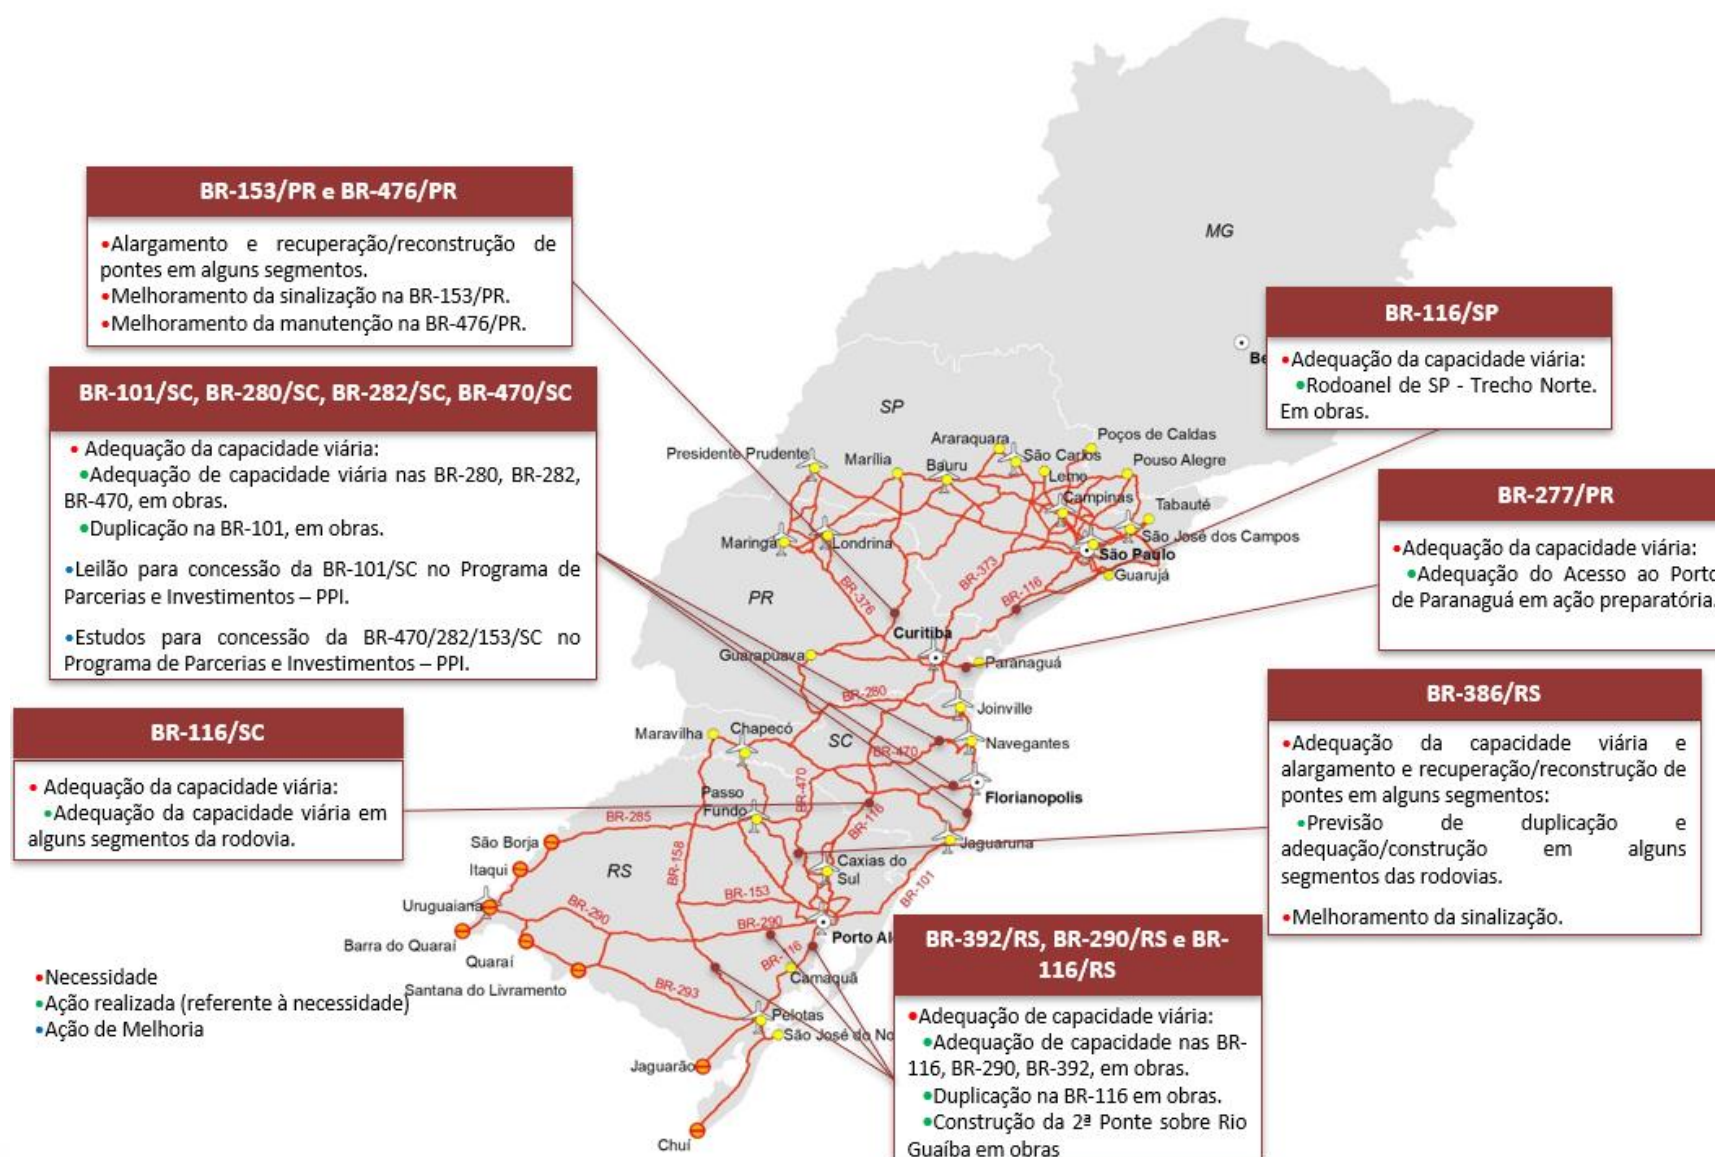 BR-153/PR e BR-476/PR
•Alargamento e recuperação/reconstrução de
pontes em alguns segmentos.
•Melhoramento da sinalização na BR-153/PR.
•Melhoramento da manutenção na BR-476/PR.
BR-101/SC, BR-280/SC, BR-282/SC, BR-470/SC
• Adequação da capacidade viária:
•Adequação de capacidade viária nas BR-280, BR-282,
BR-470, em obras.
•Duplicação na BR-101, em obras.
•Leilão para concessão da BR-101/SC no Programa de
Parcerias e Investimentos – PPI.
•Estudos para concessão da BR-470/282/153/SC no
Programa de Parcerias e Investimentos – PPI.
BR-116/SC
• Adequação da capacidade viária:
•Adequação da capacidade viária em
alguns segmentos da rodovia.
•Necessidade
•Ação realizada (referente à necessidade)
•Ação de Melhoria
BR-116/SP
•Adequação da capacidade viária:
•Rodoanel de SP - Trecho Norte.
Em obras.
BR-277/PR
•Adequação da capacidade viária:
•Adequação do Acesso ao Porto
de Paranaguá em ação preparatória.
BR-386/RS
•Adequação da capacidade viária e
alargamento e recuperação/reconstrução de
pontes em alguns segmentos:
•Previsão de duplicação e
adequação/construção em alguns
segmentos das rodovias.
•Melhoramento da sinalização.
BR-392/RS, BR-290/RS e BR-
116/RS
•Adequação de capacidade viária:
•Adequação de capacidade nas BR-
116, BR-290, BR-392, em obras.
•Duplicação na BR-116 em obras.
•Construção da 2ª Ponte sobre Rio
Guaíba em obras
MG
Be
SP
Araraquara
Poços de Caldas
Presidente Prudente
Marília
Bauru
São Carlos
Leme
Pouso Alegre
Campinas
Tabauté
Maringá
Londrina
São José dos Campos
São Paulo
Guarujá
BR-373
BR-116
BR-376
PR
Curitiba
Guarapuava
Paranaguá
BR-280
Joinville
Maravilha
Chapecó
SC
BR-470
Navegantes
BR-470
Florianopolis
Passo
Fundo
BR-116
BR-285
São Borja
Jaguaruna
Itaqui
RS
BR-158
Caxias do
Sul
BR-101
Uruguaiana
BR-290
BR-153
BR-290
Barra do Quaraí
Porto Al
Quaraí
Santana do Livramento
BR-293
Camaquã
Pelotas
São José do No
Jaguarão
Chuí